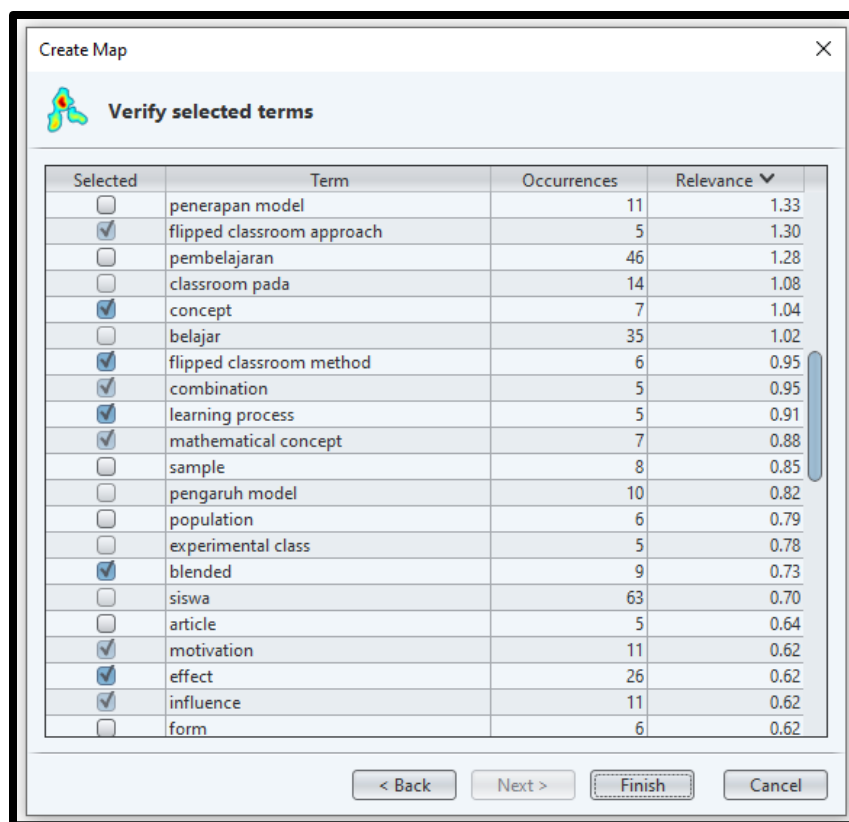 Create Map
Verify selected terms
Selected Term Occurrences Relevance
penerapan model 11 1.33
flipped classroom approach 5 1.30
pembelajaran 46 1.28
classroom pada 14 1.08
concept 7 1.04
belajar 35 1.02
flipped classroom method 6 0.95
combination 5 0.95
learning process 5 0.91
mathematical concept 7 0.88
sample 8 0.85
pengaruh model 10 0.82
population 6 0.79
experimental class 5 0.78
blended 9 0.73
siswa 63 0.70
article 5 0.64
motivation 11 0.62
effect 26 0.62
influence 11 0.62
form 6 0.62
< Back Next > Finish Cancel